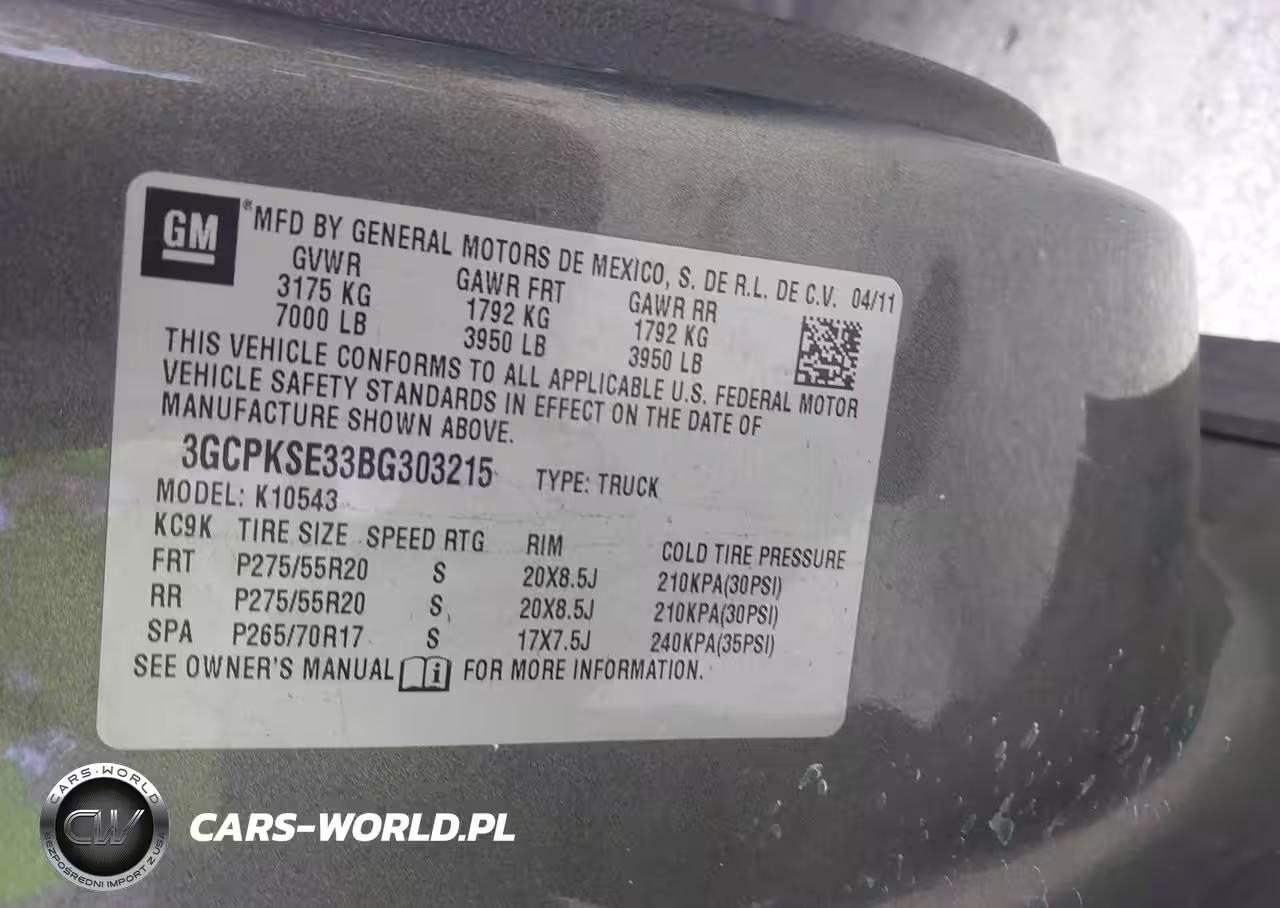 GM
®MFD BY GENERAL MOTORS DE MEXICO, S. DE R.L. DE C.V. 04/11
GVWR GAWR FRT GAWR RR
3175 KG 1792 KG 1792 KG
7000 LB 3950 LB 3950 LB
THIS VEHICLE CONFORMS TO ALL APPLICABLE U.S. FEDERAL MOTOR
VEHICLE SAFETY STANDARDS IN EFFECT ON THE DATE OF
MANUFACTURE SHOWN ABOVE.
3GCPKSE33BG303215 TYPE: TRUCK
MODEL: K10543
KC9K TIRE SIZE SPEED RTG RIM COLD TIRE PRESSURE
FRT P275/55R20 S 20X8.5J 210KPA(30PSI)
RR P275/55R20 S 20X8.5J 210KPA(30PSI)
SPA P265/70R17 S 17X7.5J 240KPA(35PSI)
SEE OWNER'S MANUAL i FOR MORE INFORMATION.
CARS-WORLD
CW
BEZPOŚREDNI IMPORT Z USA
CARS-WORLD.PL